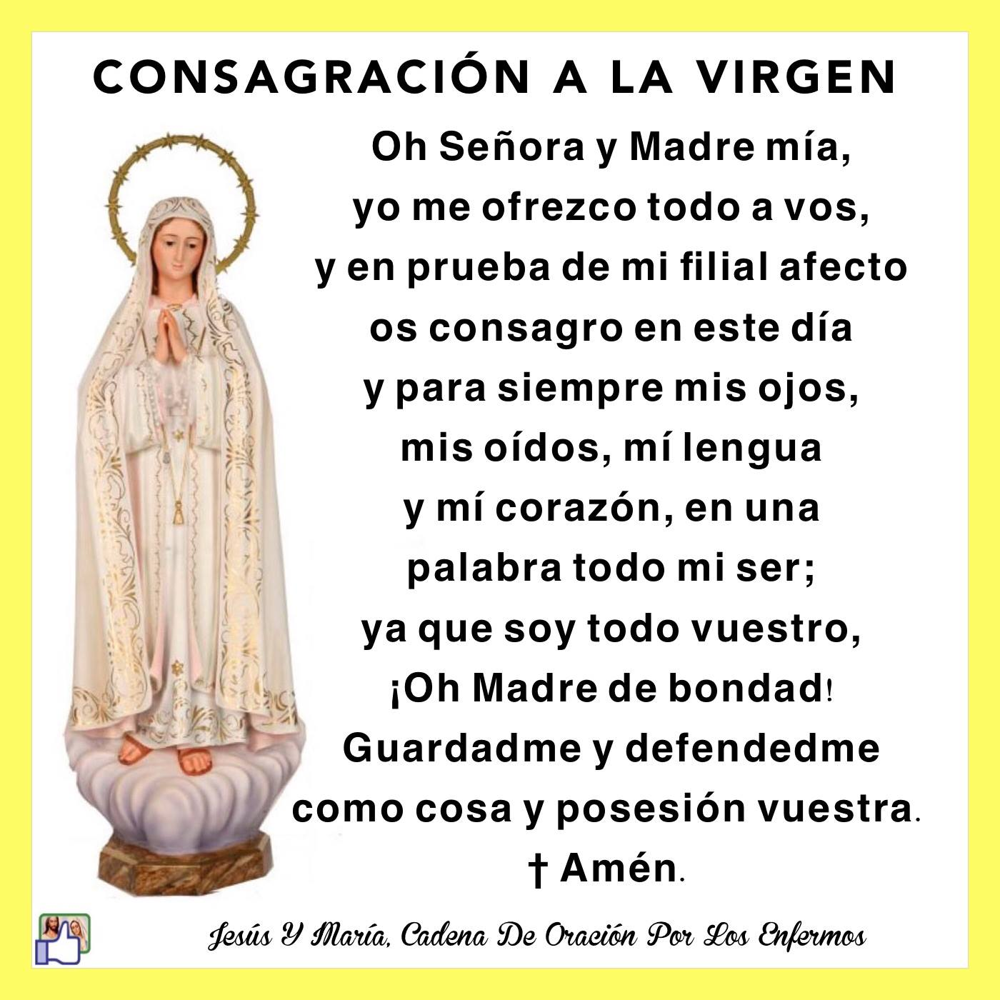 CONSAGRACIÓN A LA VIRGEN
Oh Señora y Madre mía,
yo me ofrezco todo a vos,
y en prueba de mi filial afecto
os consagro en este día
y para siempre mis ojos,
mis oídos, mí lengua
y mí corazón, en una
palabra todo mi ser;
ya que soy todo vuestro,
¡Oh Madre de bondad!
Guardadme y defendedme
como cosa y posesión vuestra.
† Amén.
Jesús Y María, Cadena De Oración Por Los Enfermos